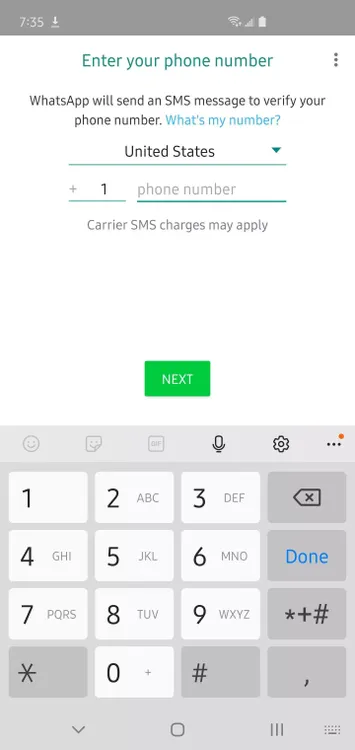 7:35
Enter your phone number
WhatsApp will send an SMS message to verify your
phone number. What's my number?
United States
+ 1 phone number
Carrier SMS charges may apply
NEXT
GIF
1 2 ABC 3 DEF
4 GHI 5 JKL 6 MNO Done
7 PQRS 8 TUV 9 WXYZ *+#
* 0 + # ,